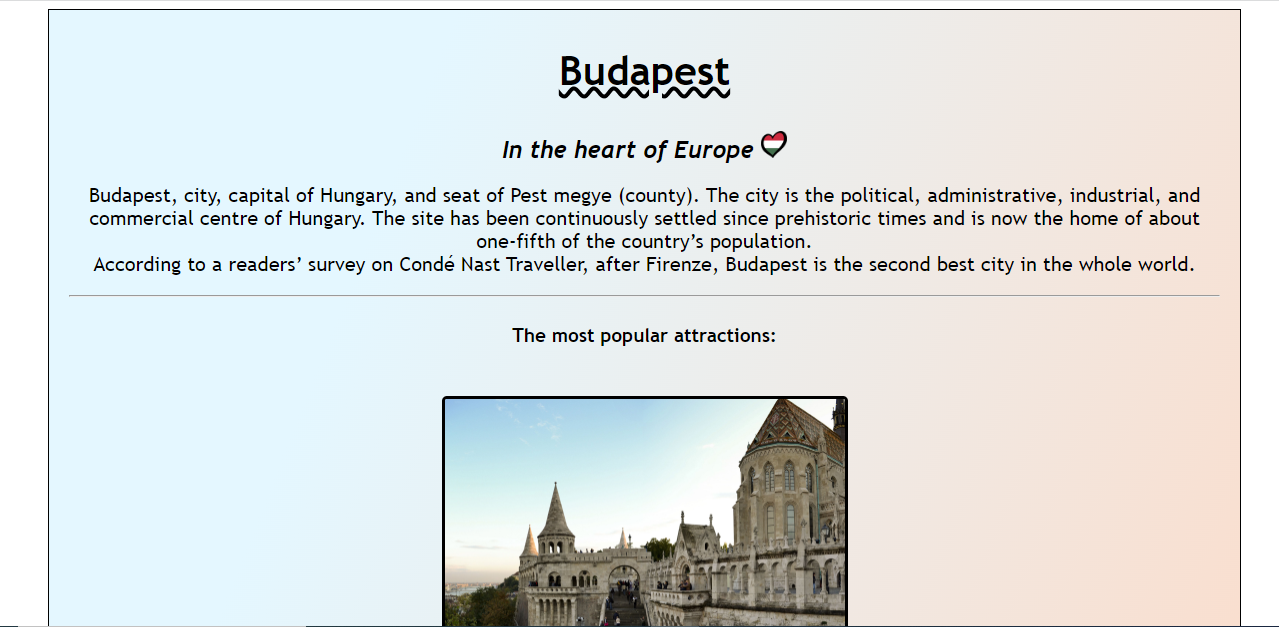 Budapest
In the heart of Europe
Budapest, city, capital of Hungary, and seat of Pest megye (county). The city is the political, administrative, industrial, and
commercial centre of Hungary. The site has been continuously settled since prehistoric times and is now the home of about
one-fifth of the country’s population.
According to a readers’ survey on Condé Nast Traveller, after Firenze, Budapest is the second best city in the whole world.
The most popular attractions: